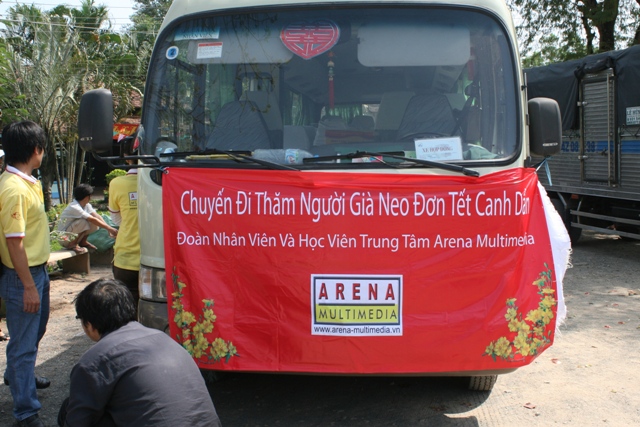 Chuyến Đi Thăm Người Già Neo Đơn Tết Canh Dần
Đoàn Nhân Viên Và Học Viên Trung Tâm Arena Multimedia
ARENA
MULTIMEDIA
www.arena-multimedia.vn